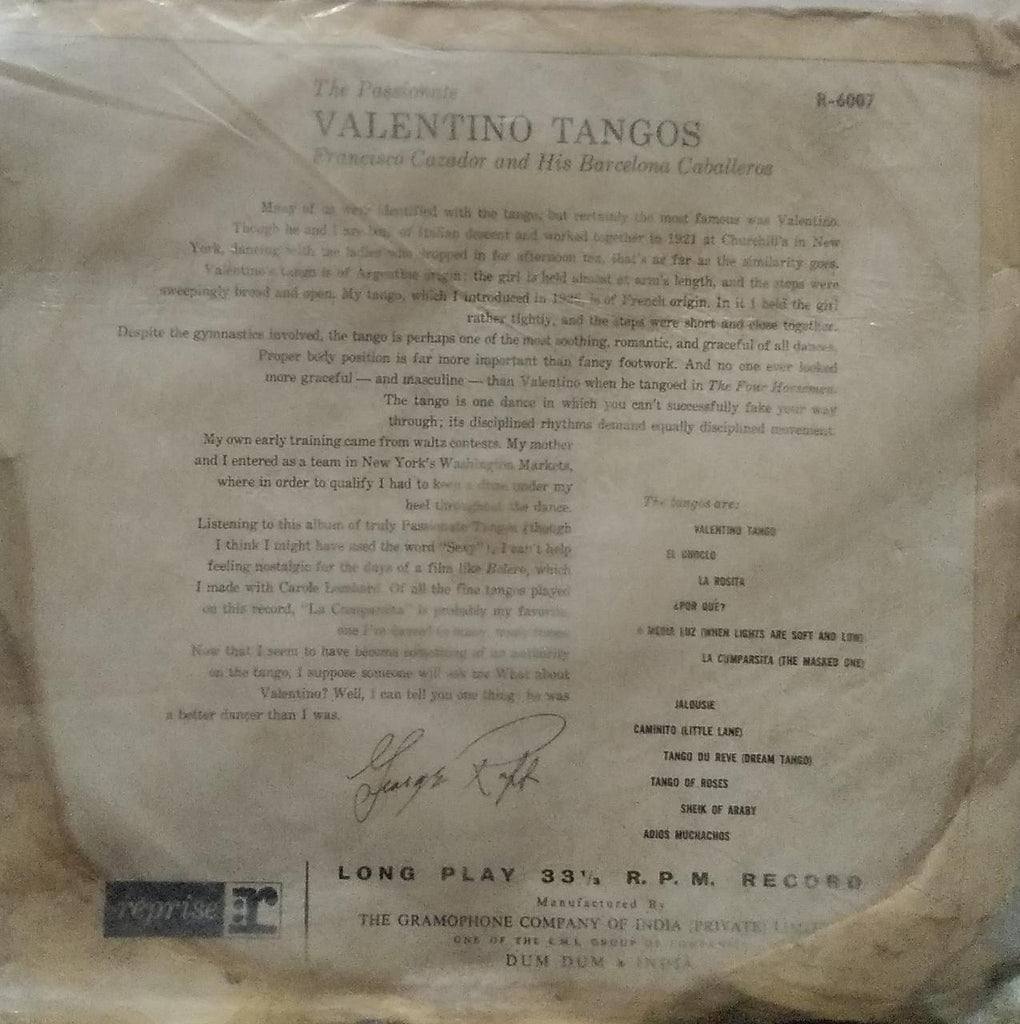 The Passionate
R-6007
VALENTINO TANGOS
Francisco Cazador and His Barcelona Caballeros
Many of us were identified with the tango, but certainly the most famous was Valentino.
Though he and I are both of Italian descent and worked together in 1921 at Churchill's in New
York, dancing with the ladies who dropped in for afternoon tea, that's as far as the similarity goes.
Valentino's tango is of Argentine origin: the girl is held almost at arm's length, and the steps were
sweepingly broad and open. My tango, which I introduced in is of French origin. In it I held the girl
rather tightly, and the steps were short and close together.
Despite the gymnastics involved, the tango is perhaps one of the most soothing, romantic, and graceful of all dances.
Proper body position is far more important than fancy footwork. And no one ever looked
more graceful — and masculine — than Valentino when he tangoed in The Four Horsemen.
The tango is one dance in which you can't successfully fake your way
through; its disciplined rhythms demand equally disciplined movement.
My own early training came from waltz contests. My mother
and I entered as a team in New York's Washington Markets,
where in order to qualify I had to keep a dime under my
heel throughout the dance.
Listening to this album of truly Passionate Tangos (though
I think I might have used the word "Sexy"), I can't help
feeling nostalgic for the days of a film like Bolero, which
I made with Carole Lombard. Of all the fine tangos played
on this record, "La Cumparsita" is probably my favorite
one I've danced to many, many times.
Now that I seem to have become something of an authority
on the tango, I suppose someone will ask me What about
Valentino? Well, I can tell you one thing he was
a better dancer than I was.
George Raft
The tangos are:
VALENTINO TANGO
EL CHOCLO
LA ROSITA
¿POR QUÉ?
A MEDIA LUZ (WHEN LIGHTS ARE SOFT AND LOW)
LA CUMPARSITA (THE MASKED ONE)
JALOUSIE
CAMINITO (LITTLE LANE)
TANGO DU REVE (DREAM TANGO)
TANGO OF ROSES
SHEIK OF ARABY
ADIOS MUCHACHOS
reprise r
LONG PLAY 33⅓ R. P. M. RECORD
Manufactured By
THE GRAMOPHONE COMPANY OF INDIA (PRIVATE) LIMITED
ONE OF THE E.M.I. GROUP OF COMPANIES
DUM DUM INDIA